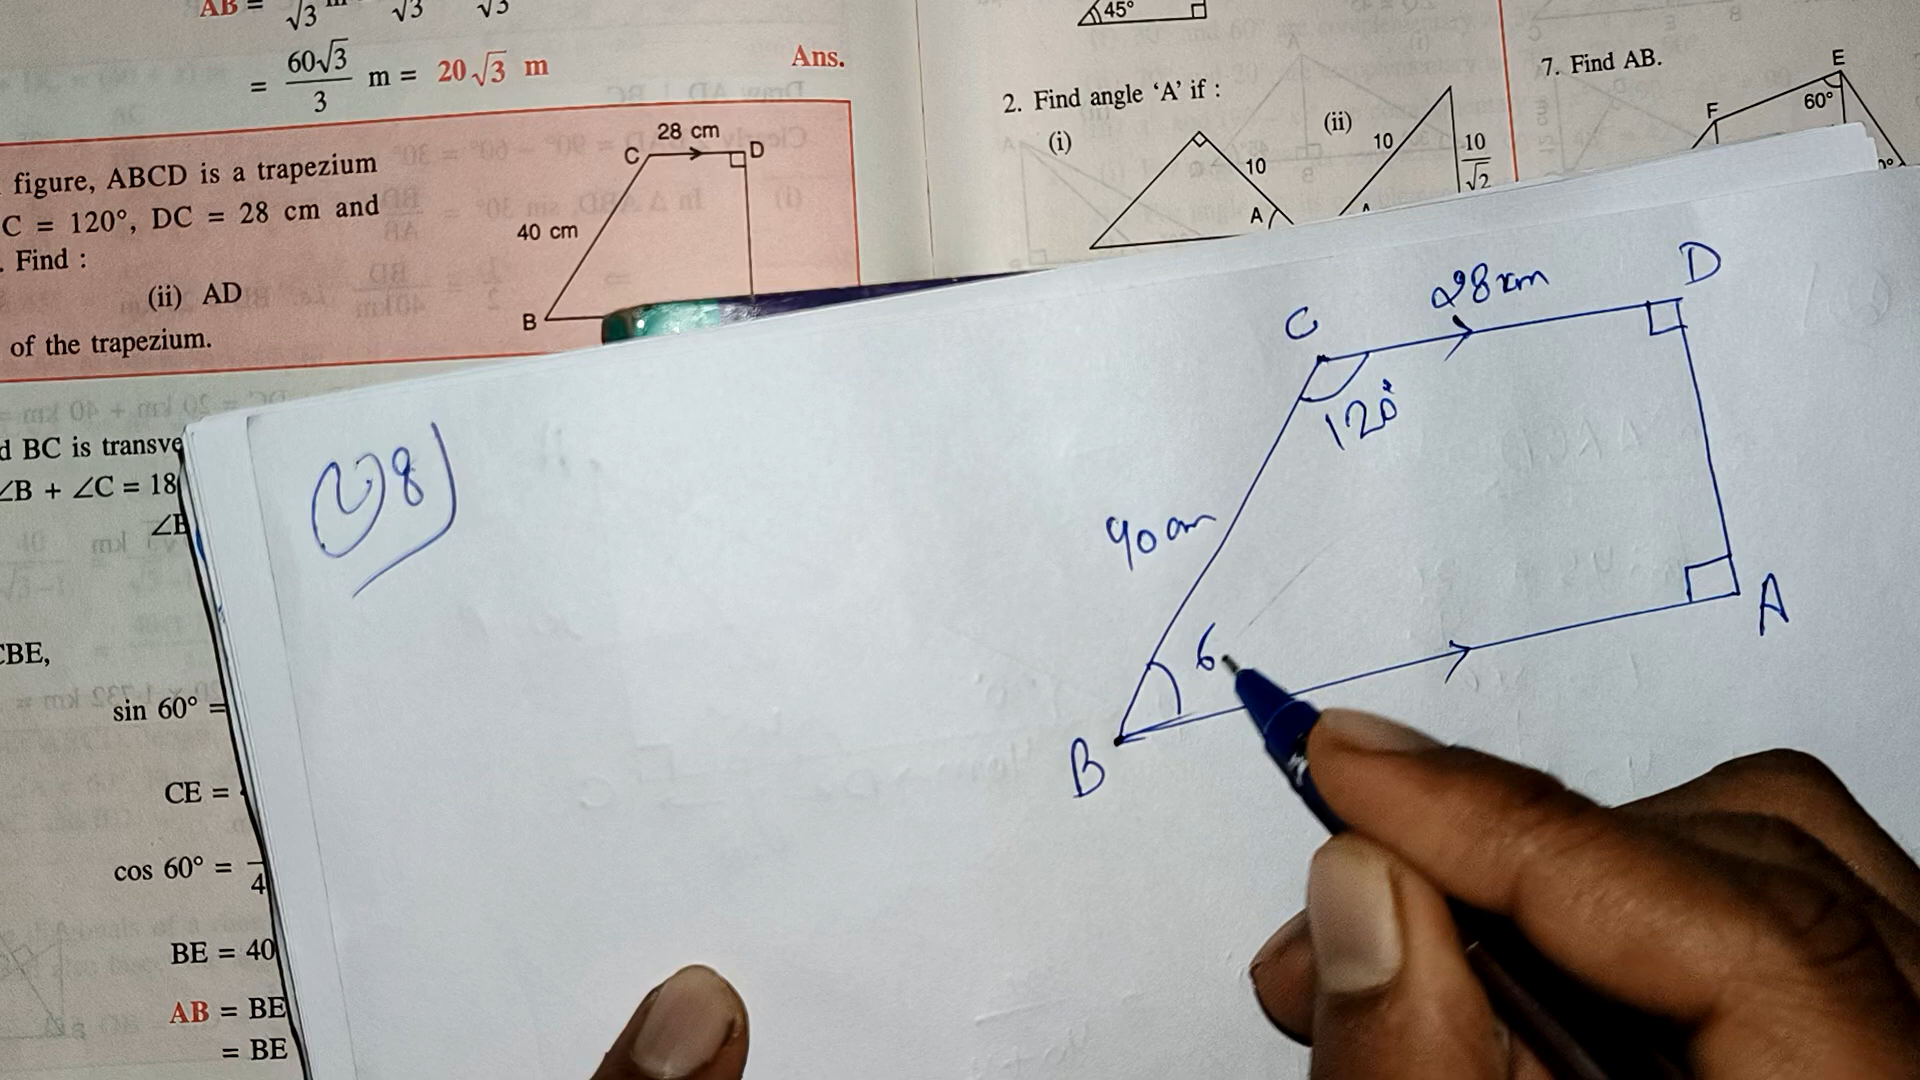 AB =
√3
√3
√3
= 60√3/3 m = 20√3 m
Ans.
figure, ABCD is a trapezium
C = 120°, DC = 28 cm and
. Find :
(ii) AD
of the trapezium.
28 cm
C
D
40 cm
B
d BC is transve
∠B + ∠C = 18
CBE,
sin 60° =
CE =
cos 60° =
4
BE = 40
AB = BE
= BE
45°
2. Find angle ‘A’ if :
(i)
10
A
(ii)
10
10/√2
7. Find AB.
E
F
60°
8)
C
28 cm
D
120°
40 cm
6
A
B